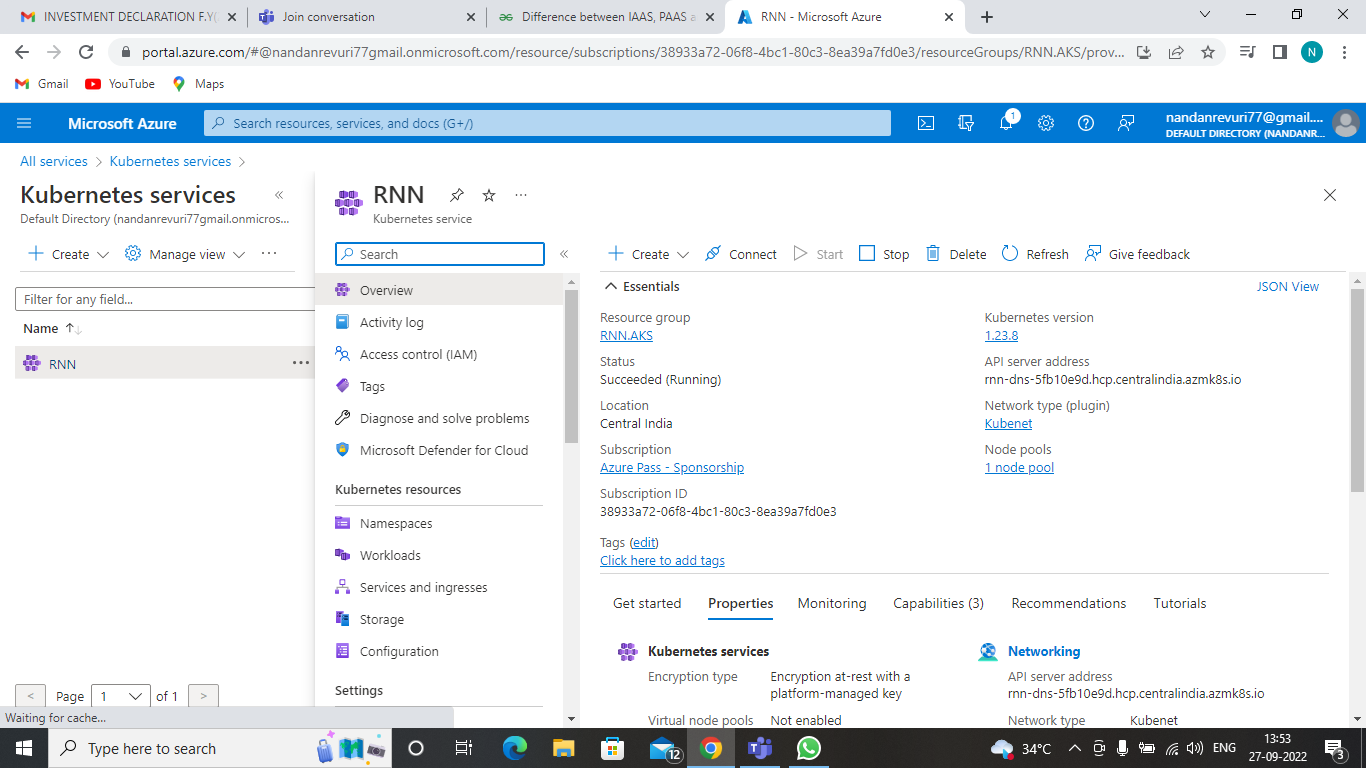 INVESTMENT DECLARATION F.Y(
Join conversation
Difference between IAAS, PAAS a
RNN - Microsoft Azure
portal.azure.com/#@nandanrevuri77gmail.onmicrosoft.com/resource/subscriptions/38933a72-06f8-4bc1-80c3-8ea39a7fd0e3/resourceGroups/RNN.AKS/prov...
N
Gmail
YouTube
Maps
Microsoft Azure
Search resources, services, and docs (G+/)
1
nandanrevuri77@gmail....
DEFAULT DIRECTORY (NANDANR...
All services > Kubernetes services >
Kubernetes services
Default Directory (nandanrevuri77gmail.onmicros...
Create
Manage view
Filter for any field...
Name
RNN
< Page 1 of 1 >
Waiting for cache...
RNN
Kubernetes service
Search
Overview
Activity log
Access control (IAM)
Tags
Diagnose and solve problems
Microsoft Defender for Cloud
Kubernetes resources
Namespaces
Workloads
Services and ingresses
Storage
Configuration
Settings
Create
Connect
Start
Stop
Delete
Refresh
Give feedback
Essentials
JSON View
Resource group
RNN.AKS
Status
Succeeded (Running)
Location
Central India
Subscription
Azure Pass - Sponsorship
Subscription ID
38933a72-06f8-4bc1-80c3-8ea39a7fd0e3
Tags (edit)
Click here to add tags
Kubernetes version
1.23.8
API server address
rnn-dns-5fb10e9d.hcp.centralindia.azmk8s.io
Network type (plugin)
Kubenet
Node pools
1 node pool
Get started
Properties
Monitoring
Capabilities (3)
Recommendations
Tutorials
Kubernetes services
Encryption type
Encryption at-rest with a
platform-managed key
Virtual node pools
Not enabled
Networking
API server address
rnn-dns-5fb10e9d.hcp.centralindia.azmk8s.io
Network type
Kubenet
Type here to search
12
34°C
ENG
13:53
27-09-2022
3